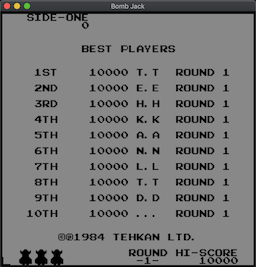 Bomb Jack
SIDE-ONE
0
BEST PLAYERS
1ST 10000 T.T ROUND 1
2ND 10000 E.E ROUND 1
3RD 10000 H.H ROUND 1
4TH 10000 K.K ROUND 1
5TH 10000 A.A ROUND 1
6TH 10000 N.N ROUND 1
7TH 10000 L.L ROUND 1
8TH 10000 T.T ROUND 1
9TH 10000 D.D ROUND 1
10TH 10000 ... ROUND 1
©1984 TEHKAN LTD.
ROUND HI-SCORE
-1- 10000